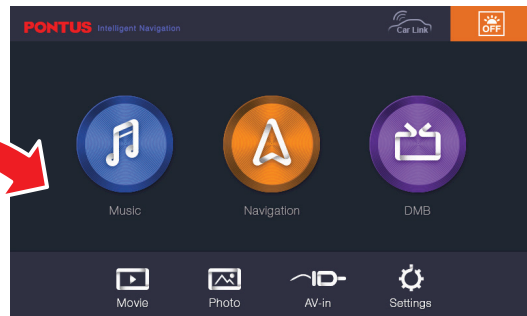 PONTUS Intelligent Navigation
Car Link
OFF
Music Navigation DMB
Movie Photo AV-in Settings